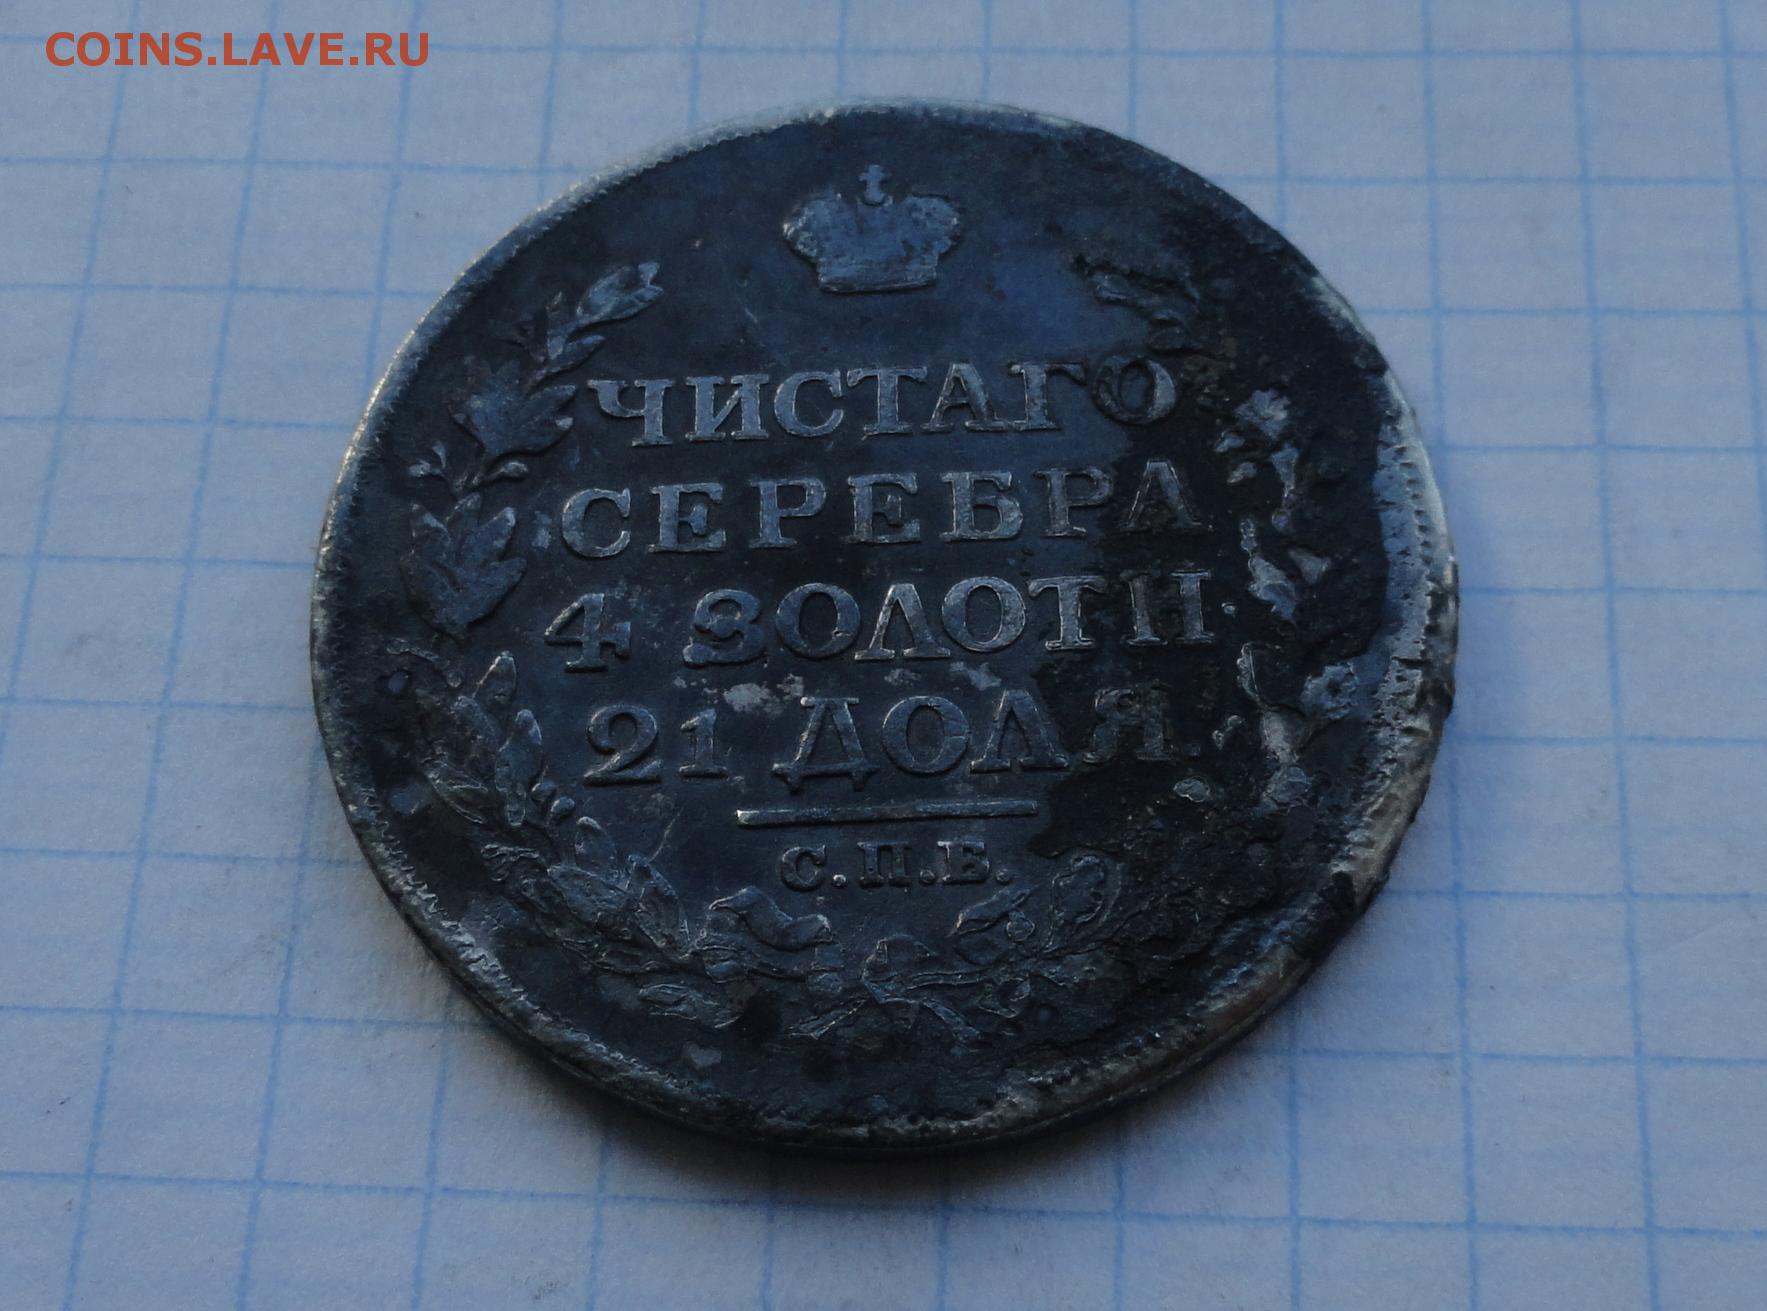 COINS.LAVE.RU
ЧИСТАГО
СЕРЕБРА
4 ЗОЛОТН
21 ДОЛЯ.
С.П.Б.